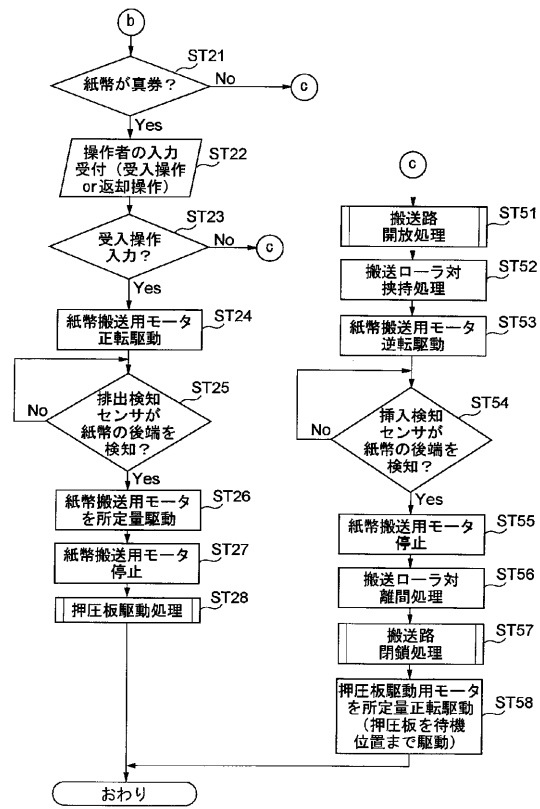 b
ST21
紙幣が真券？
No
c
Yes
操作者の入力
受付（受入操作
or返却操作）
ST22
ST23
受入操作
入力？
No
c
Yes
紙幣搬送用モータ
正転駆動
ST24
ST25
排出検知
センサが
紙幣の後端を
検知？
No
Yes
紙幣搬送用モータ
を所定量駆動
ST26
紙幣搬送用モータ
停止
ST27
押圧板駆動処理
ST28
おわり
c
搬送路
開放処理
ST51
搬送ローラ対
挟持処理
ST52
紙幣搬送用モータ
逆転駆動
ST53
ST54
挿入検知
センサが
紙幣の後端を
検知？
No
Yes
紙幣搬送用モータ
停止
ST55
搬送ローラ対
離間処理
ST56
搬送路
閉鎖処理
ST57
押圧板駆動用モータ
を所定量正転駆動
（押圧板を待機
位置まで駆動）
ST58